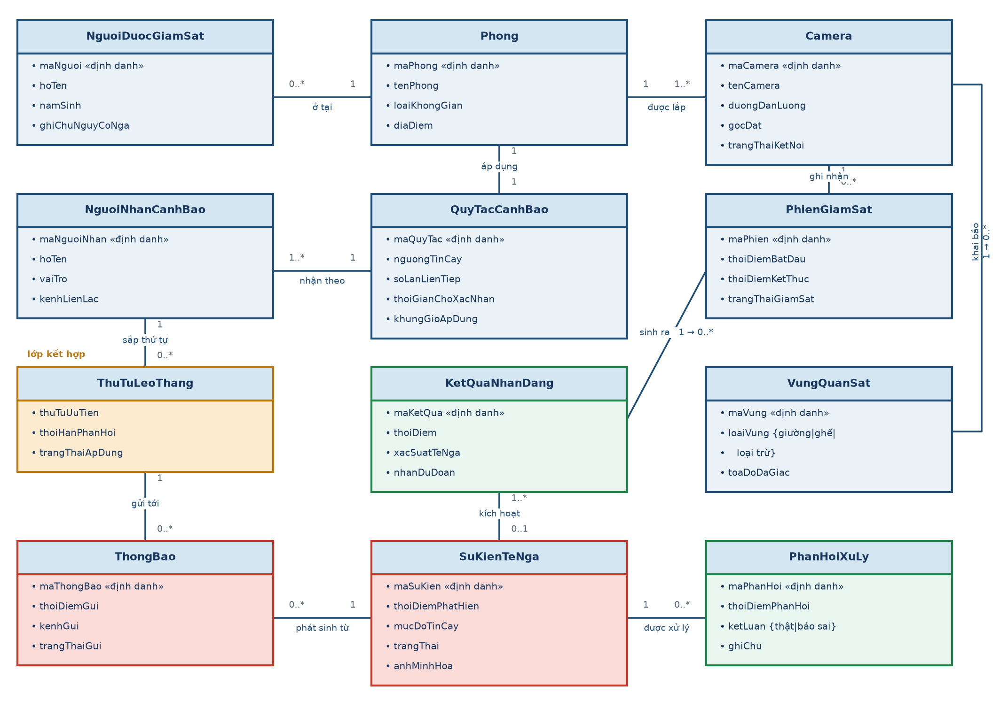 NguoiDuocGiamSat
• maNguoi «định danh»
• hoTen
• namSinh
• ghiChuNguyCoNga
0..* 1
ở tại
Phong
• maPhong «định danh»
• tenPhong
• loaiKhongGian
• diaDiem
1 1..*
được lắp
Camera
• maCamera «định danh»
• tenCamera
• duongDanLuong
• gocDat
• trangThaiKetNoi
1
áp dụng
1
1
ghi nhận
0..*
khai báo
1 → 0..*
NguoiNhanCanhBao
• maNguoiNhan «định danh»
• hoTen
• vaiTro
• kenhLienLac
1..* 1
nhận theo
QuyTacCanhBao
• maQuyTac «định danh»
• nguongTinCay
• soLanLienTiep
• thoiGianChoXacNhan
• khungGioApDung
PhienGiamSat
• maPhien «định danh»
• thoiDiemBatDau
• thoiDiemKetThuc
• trangThaiGiamSat
1
sắp thứ tự
0..*
sinh ra 1 → 0..*
lớp kết hợp
ThuTuLeoThang
• thuTuUuTien
• thoiHanPhanHoi
• trangThaiApDung
KetQuaNhanDang
• maKetQua «định danh»
• thoiDiem
• xacSuatTeNga
• nhanDuDoan
VungQuanSat
• maVung «định danh»
• loaiVung {giường|ghế|
• loại trừ}
• toaDoDaGiac
1
gửi tới
0..*
1..*
kích hoạt
0..1
ThongBao
• maThongBao «định danh»
• thoiDiemGui
• kenhGui
• trangThaiGui
0..* 1
phát sinh từ
SuKienTeNga
• maSuKien «định danh»
• thoiDiemPhatHien
• mucDoTinCay
• trangThai
• anhMinhHoa
1 0..*
được xử lý
PhanHoiXuLy
• maPhanHoi «định danh»
• thoiDiemPhanHoi
• ketLuan {thật|báo sai}
• ghiChu